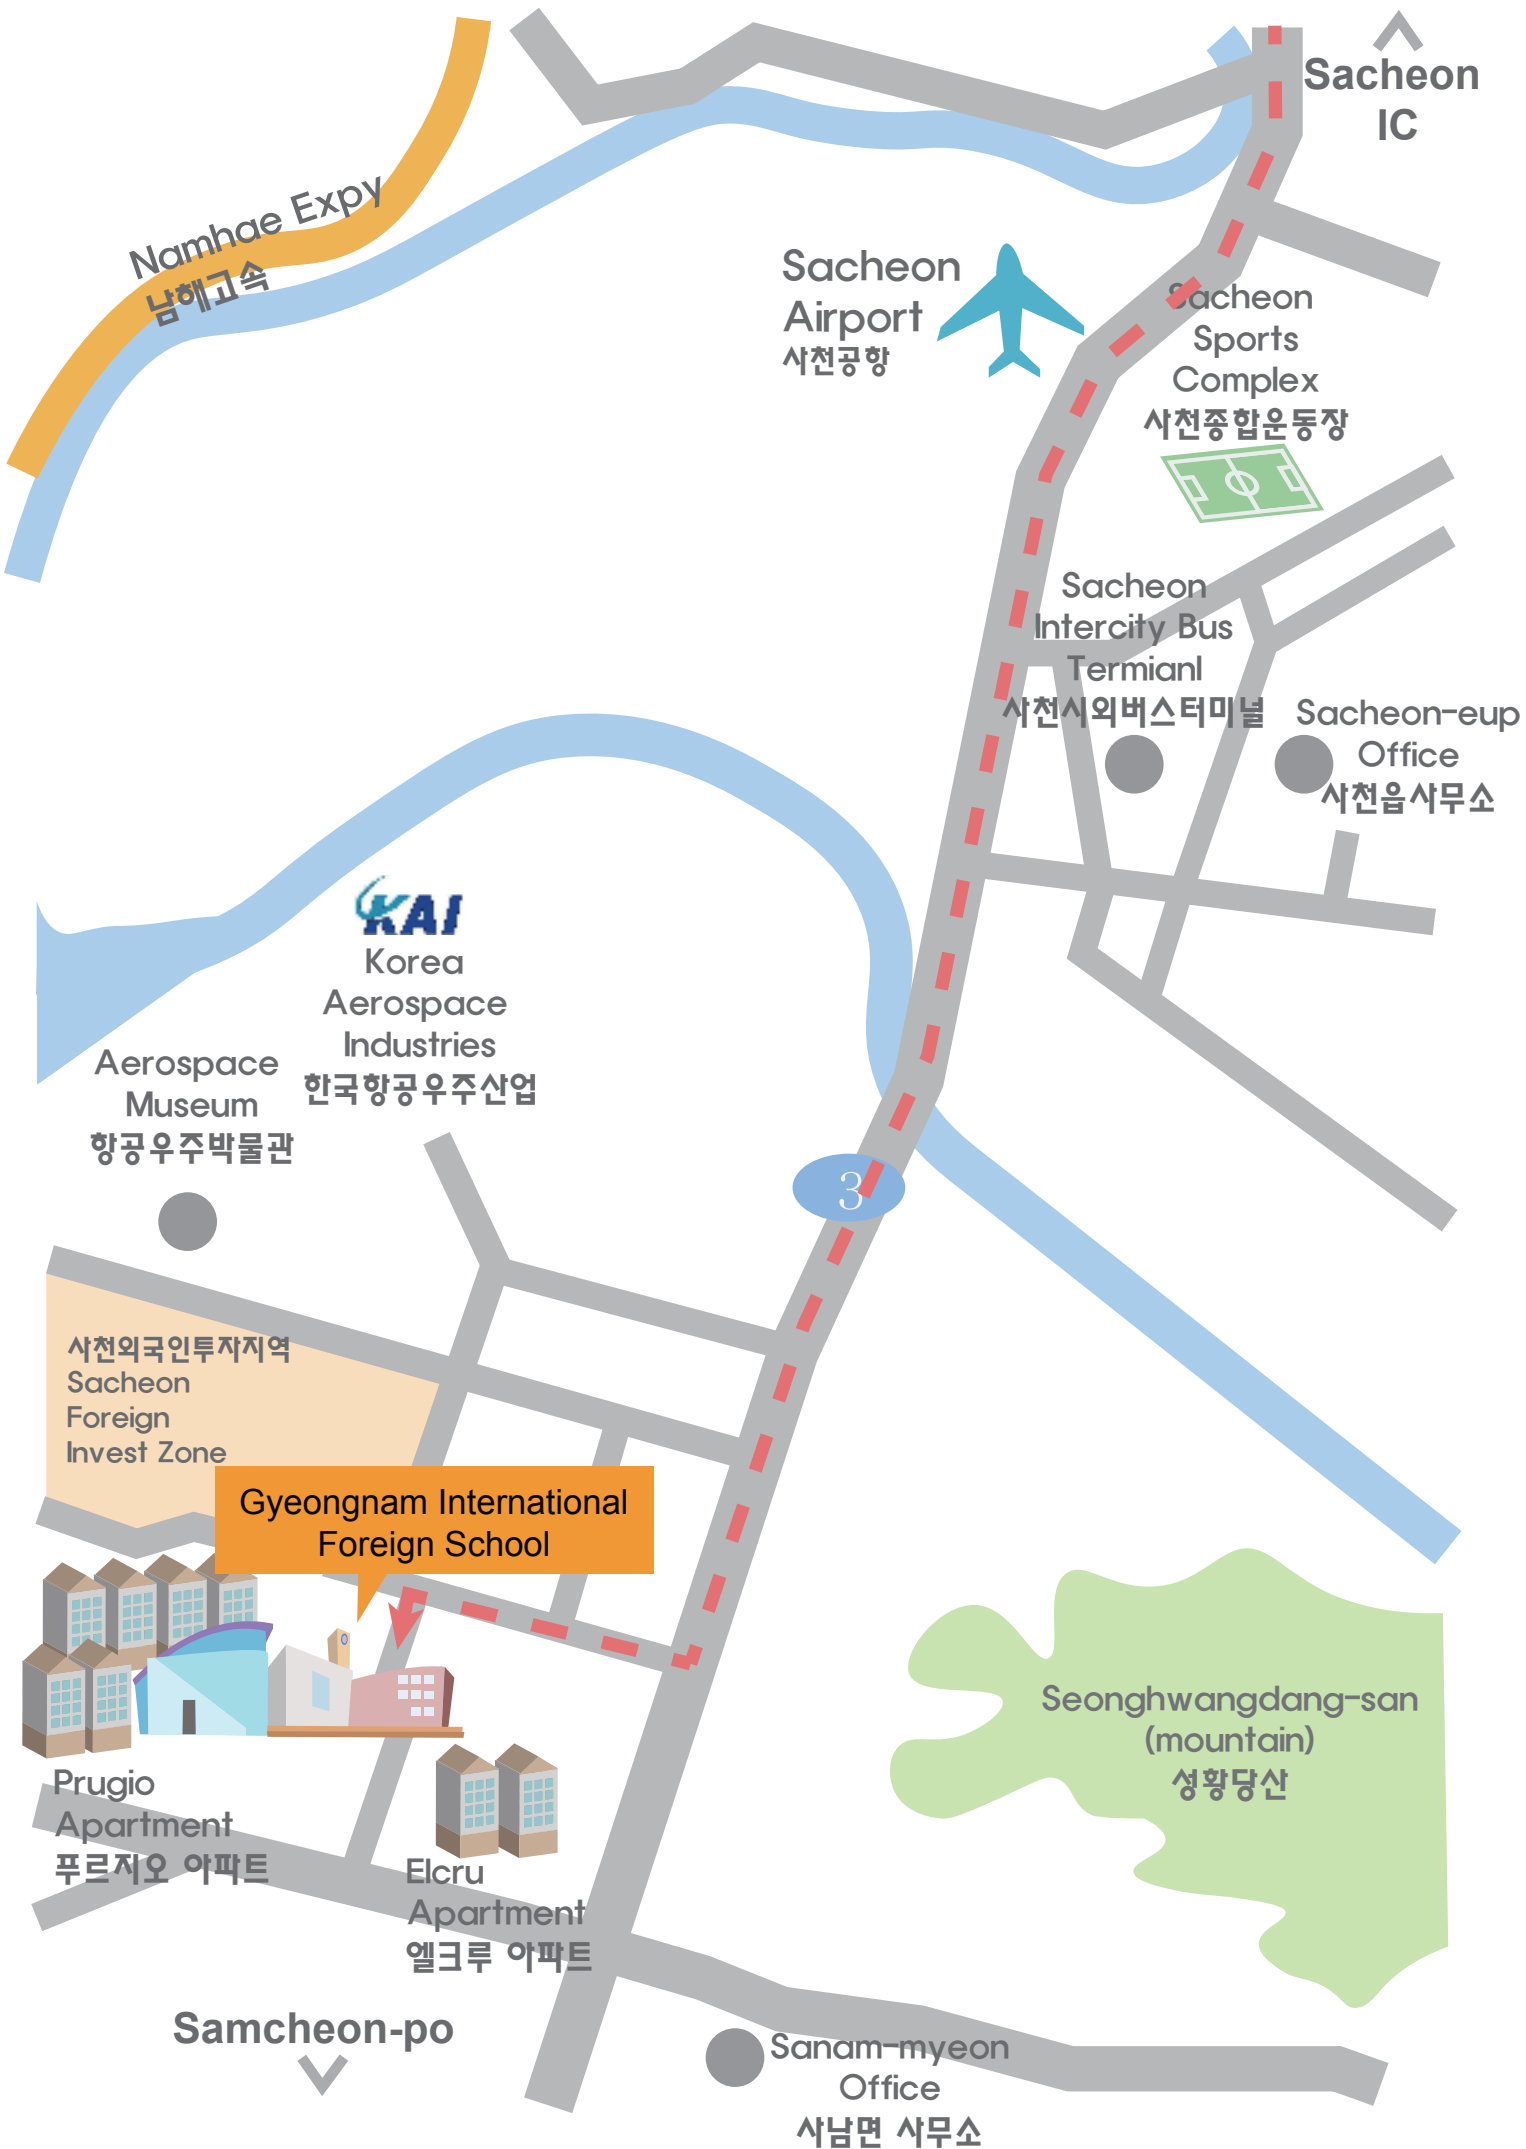 Sacheon
IC
Namhae Expy
남해고속
Sacheon
Airport
사천공항
Sacheon
Sports
Complex
사천종합운동장
Sacheon
Intercity Bus
Termianl
사천시외버스터미널
Sacheon-eup
Office
사천읍사무소
KAI
Korea
Aerospace
Industries
한국항공우주산업
Aerospace
Museum
항공우주박물관
3
사천외국인투자지역
Sacheon
Foreign
Invest Zone
Gyeongnam International
Foreign School
Seonghwangdang-san
(mountain)
성황당산
Prugio
Apartment
푸르지오 아파트
Elcru
Apartment
엘크루 아파트
Samcheon-po
Sanam-myeon
Office
사남면 사무소